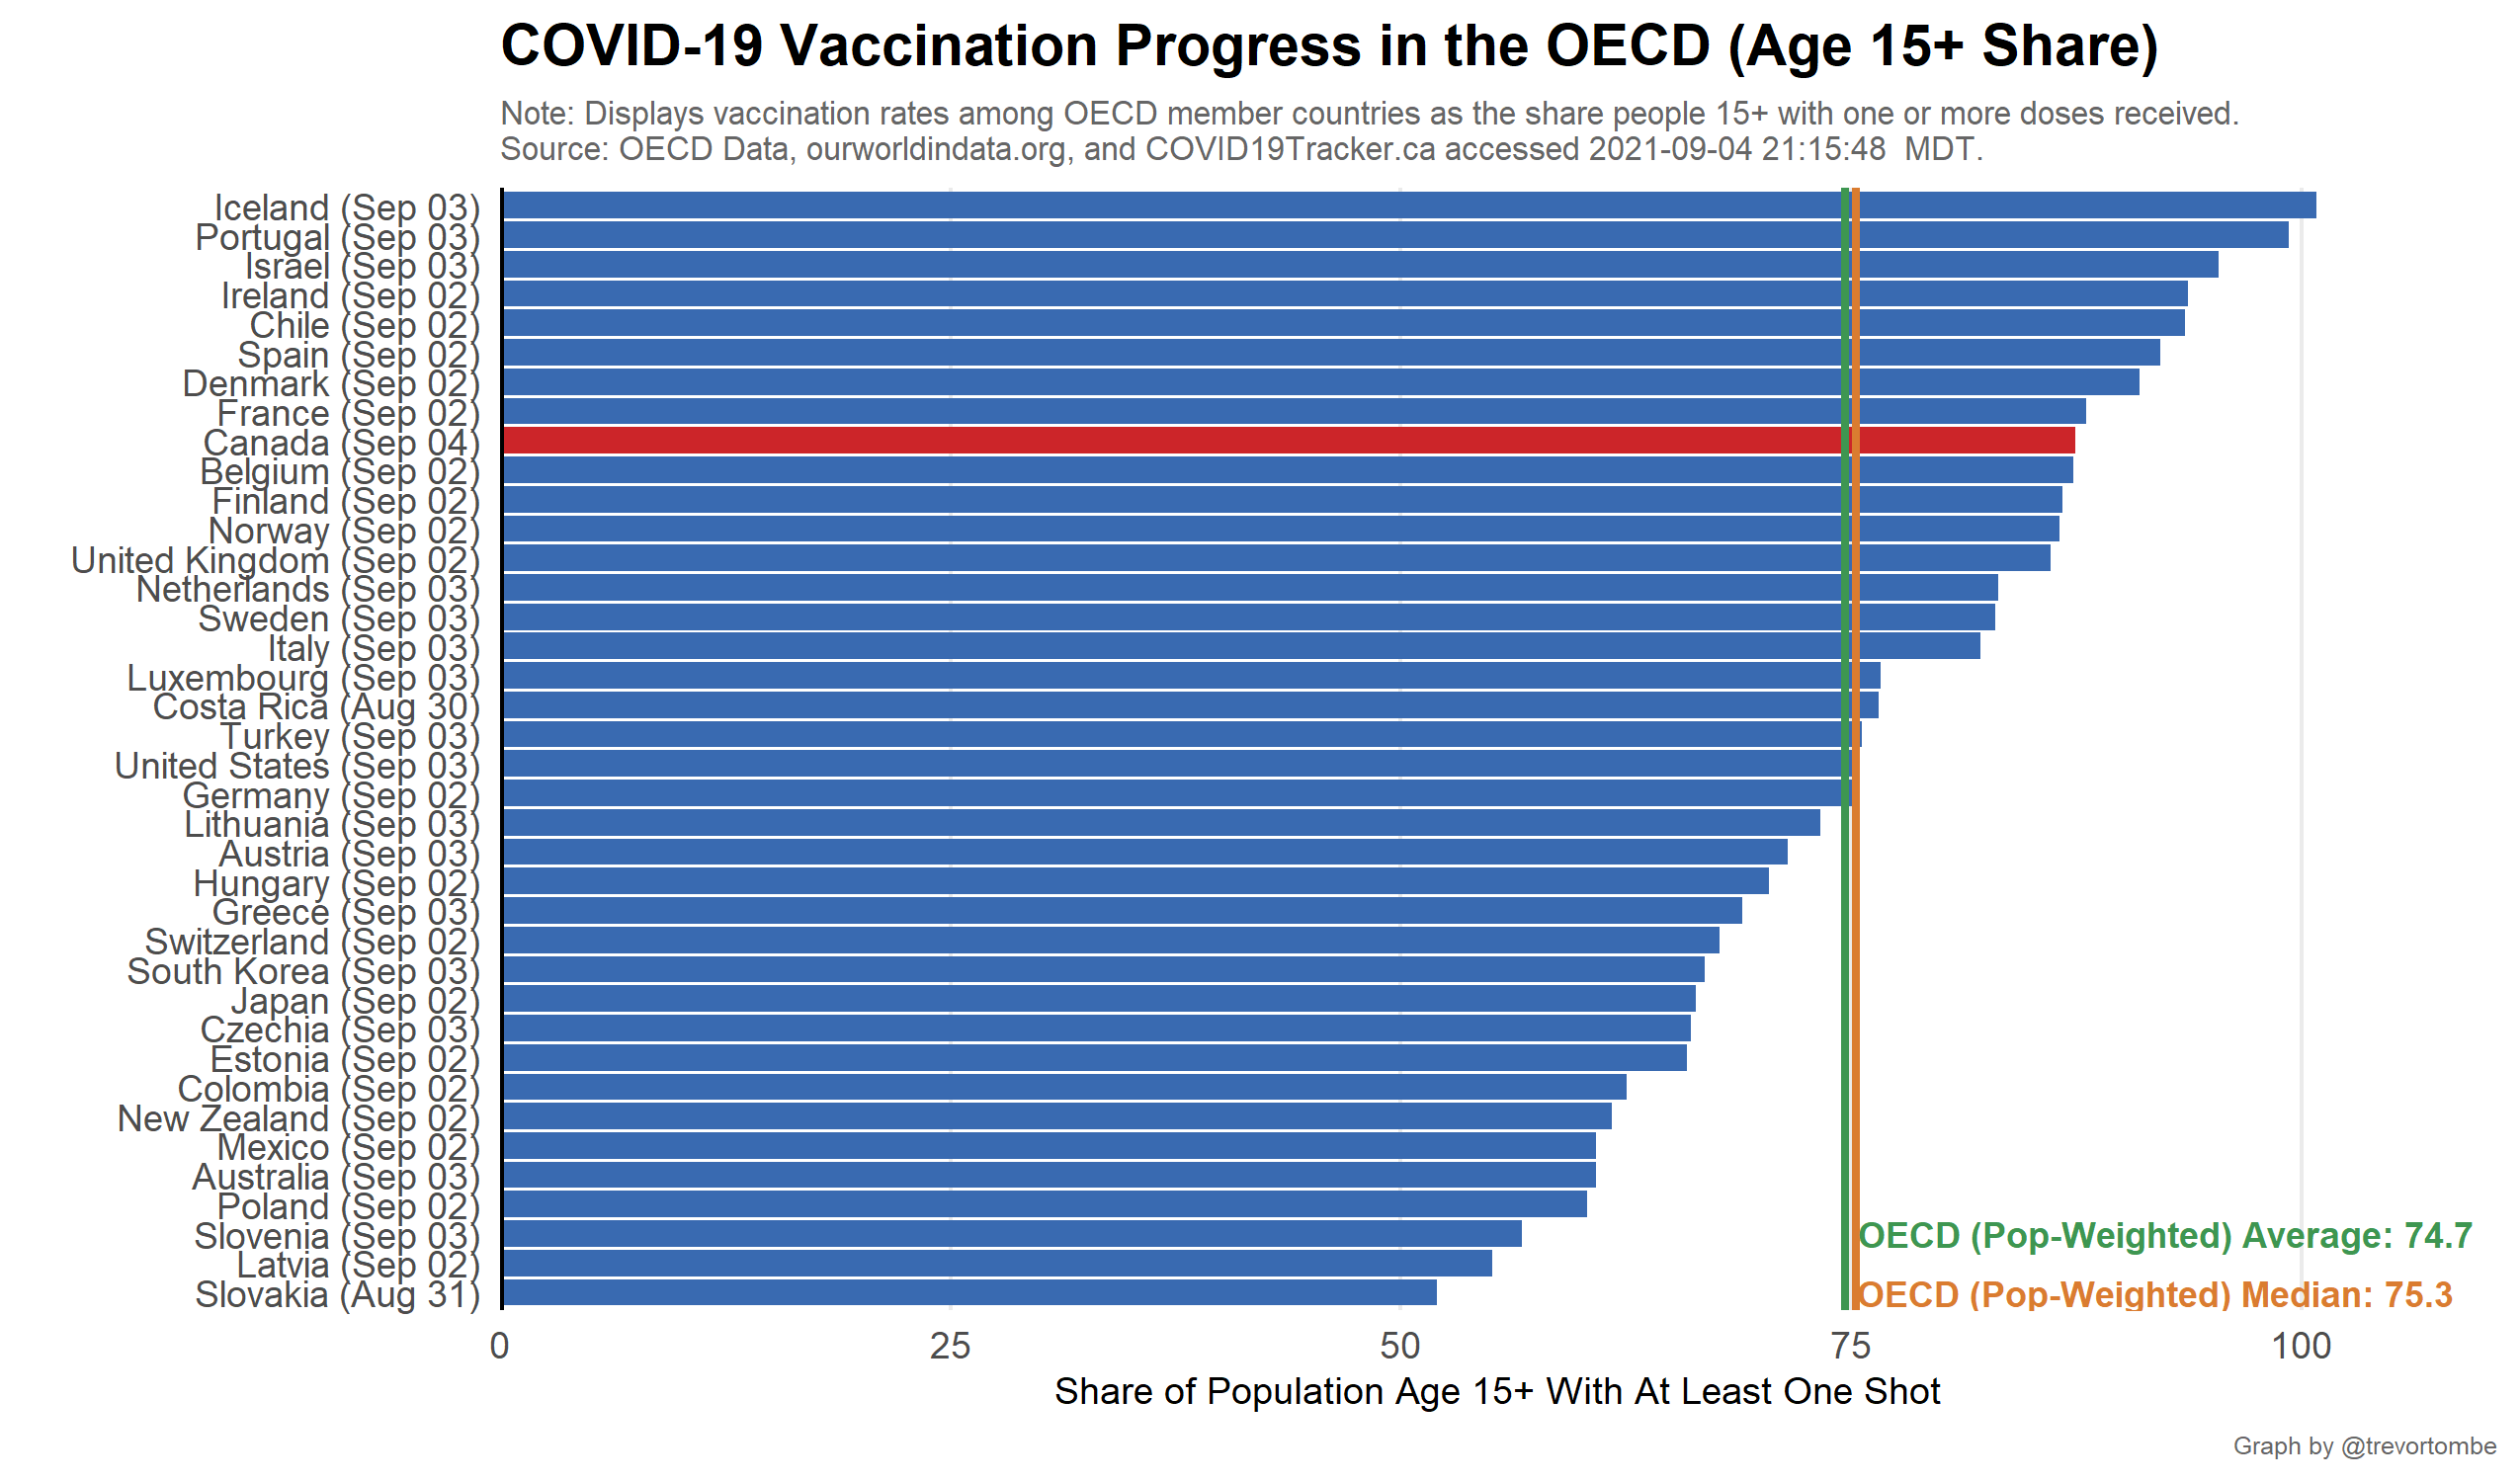 COVID-19 Vaccination Progress in the OECD (Age 15+ Share)
Note: Displays vaccination rates among OECD member countries as the share people 15+ with one or more doses received.
Source: OECD Data, ourworldindata.org, and COVID19Tracker.ca accessed 2021-09-04 21:15:48  MDT.
Iceland (Sep 03)
Portugal (Sep 03)
Israel (Sep 03)
Ireland (Sep 02)
Chile (Sep 02)
Spain (Sep 02)
Denmark (Sep 02)
France (Sep 02)
Canada (Sep 04)
Belgium (Sep 02)
Finland (Sep 02)
Norway (Sep 02)
United Kingdom (Sep 02)
Netherlands (Sep 03)
Sweden (Sep 03)
Italy (Sep 03)
Luxembourg (Sep 03)
Costa Rica (Aug 30)
Turkey (Sep 03)
United States (Sep 03)
Germany (Sep 02)
Lithuania (Sep 03)
Austria (Sep 03)
Hungary (Sep 02)
Greece (Sep 03)
Switzerland (Sep 02)
South Korea (Sep 03)
Japan (Sep 02)
Czechia (Sep 03)
Estonia (Sep 02)
Colombia (Sep 02)
New Zealand (Sep 02)
Mexico (Sep 02)
Australia (Sep 03)
Poland (Sep 02)
Slovenia (Sep 03)
Latvia (Sep 02)
Slovakia (Aug 31)
OECD (Pop-Weighted) Average: 74.7
OECD (Pop-Weighted) Median: 75.3
0 25 50 75 100
Share of Population Age 15+ With At Least One Shot
Graph by @trevortombe